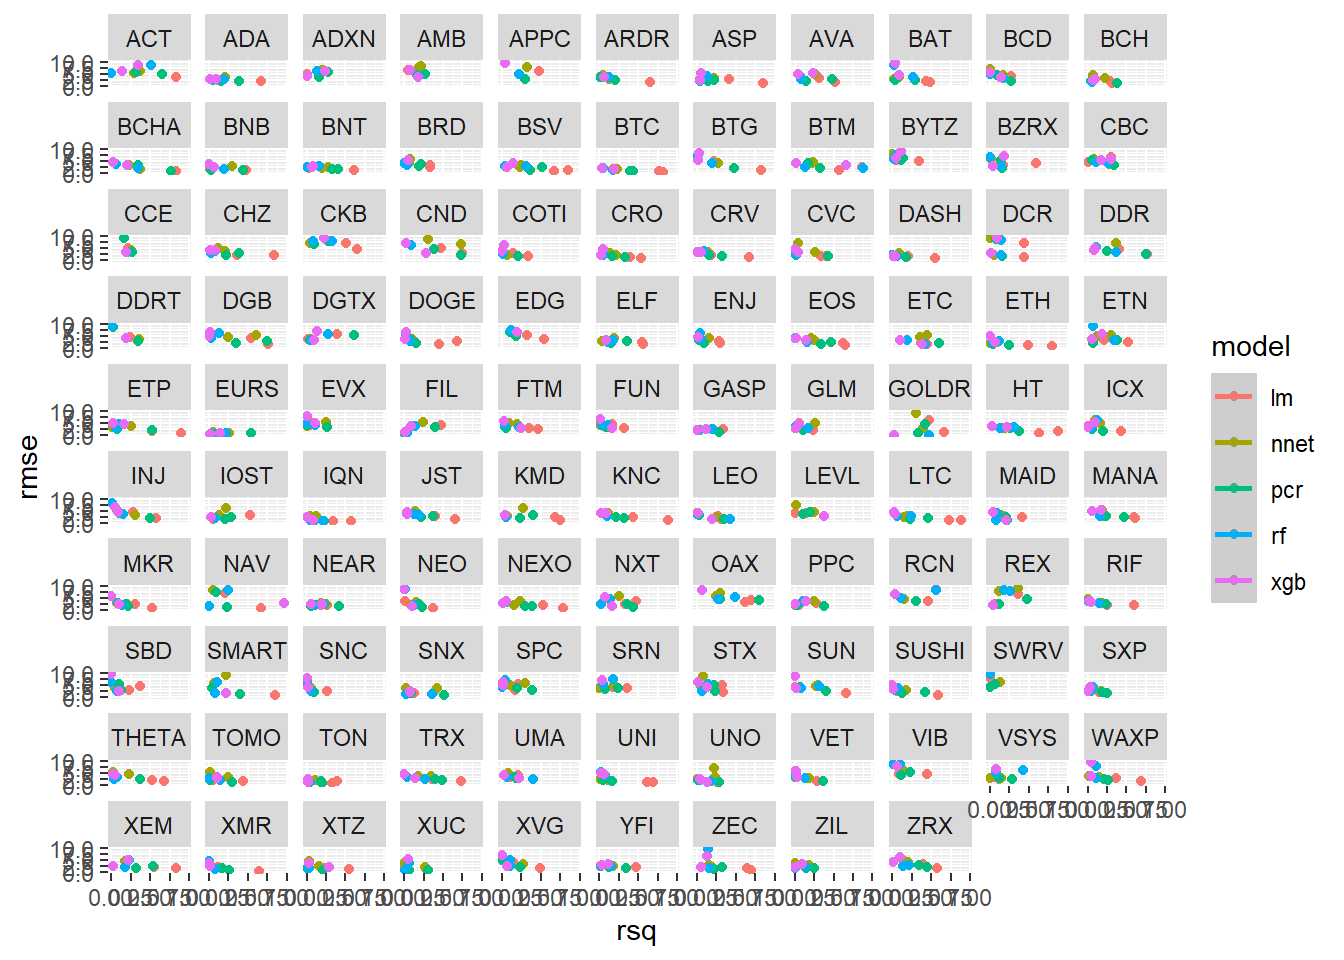 ACT ADA ADXN AMB APPC ARDR ASP AVA BAT BCD BCH
BCHA BNB BNT BRD BSV BTC BTG BTM BYTZ BZRX CBC
CCE CHZ CKB CND COTI CRO CRV CVC DASH DCR DDR
DDRT DGB DGTX DOGE EDG ELF ENJ EOS ETC ETH ETN
ETP EURS EVX FIL FTM FUN GASP GLM GOLDR HT ICX
INJ IOST IQN JST KMD KNC LEO LEVL LTC MAID MANA
MKR NAV NEAR NEO NEXO NXT OAX PPC RCN REX RIF
SBD SMART SNC SNX SPC SRN STX SUN SUSHI SWRV SXP
THETA TOMO TON TRX UMA UNI UNO VET VIB VSYS WAXP
XEM XMR XTZ XUC XVG YFI ZEC ZIL ZRX
rsq
rmse
model
lm
nnet
pcr
rf
xgb